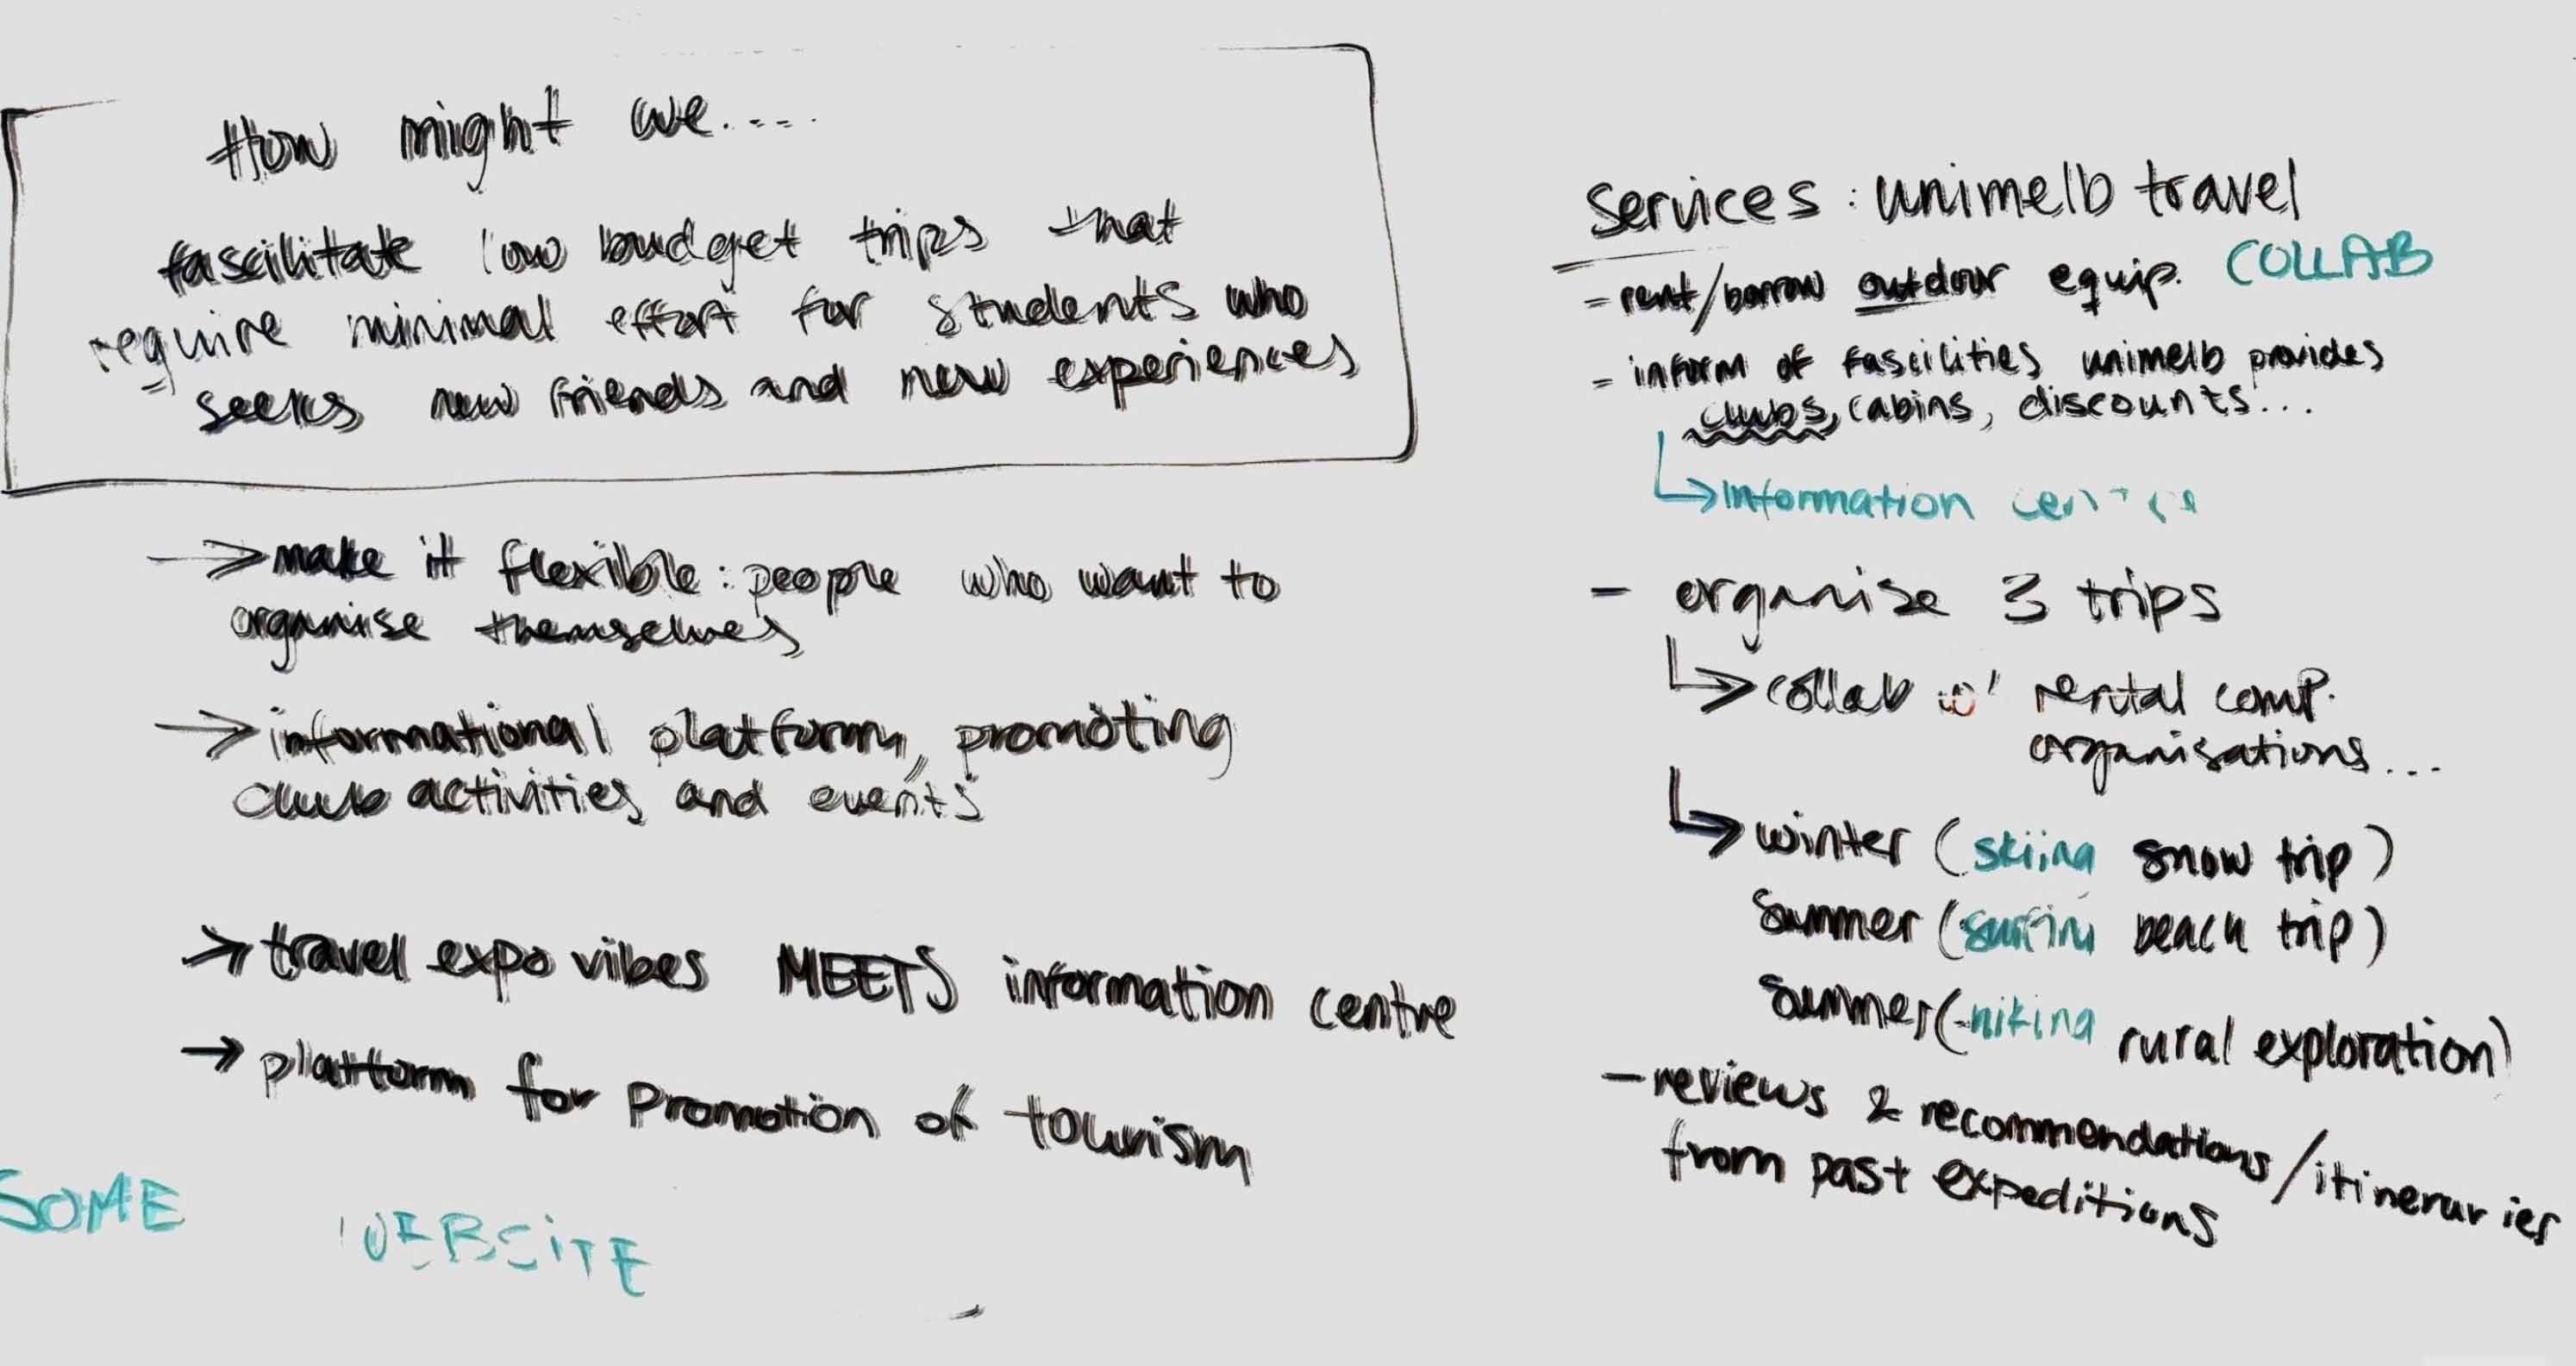 How might we....
fascilitate low budget trips that
require minimal effort for students who
seeks new friends and new experiences
→ make it flexible: people who want to
organise themselves
→ informational platform, promoting
club activities and events
→ travel expo vibes MEETS information centre
→ platform for promotion of tourism
SOME WEBSITE
services: unimelb travel
- rent/borrow outdoor equip. COLLAB
- inform of fascilities unimelb provides
clubs, cabins, discounts...
↳ information centre
- organise 3 trips
↳ collab w' rental comp.
organisations...
↳ winter (skiing snow trip)
summer (surfing beach trip)
summer (hiking rural exploration)
- reviews & recommendations/itineraries
from past expeditions